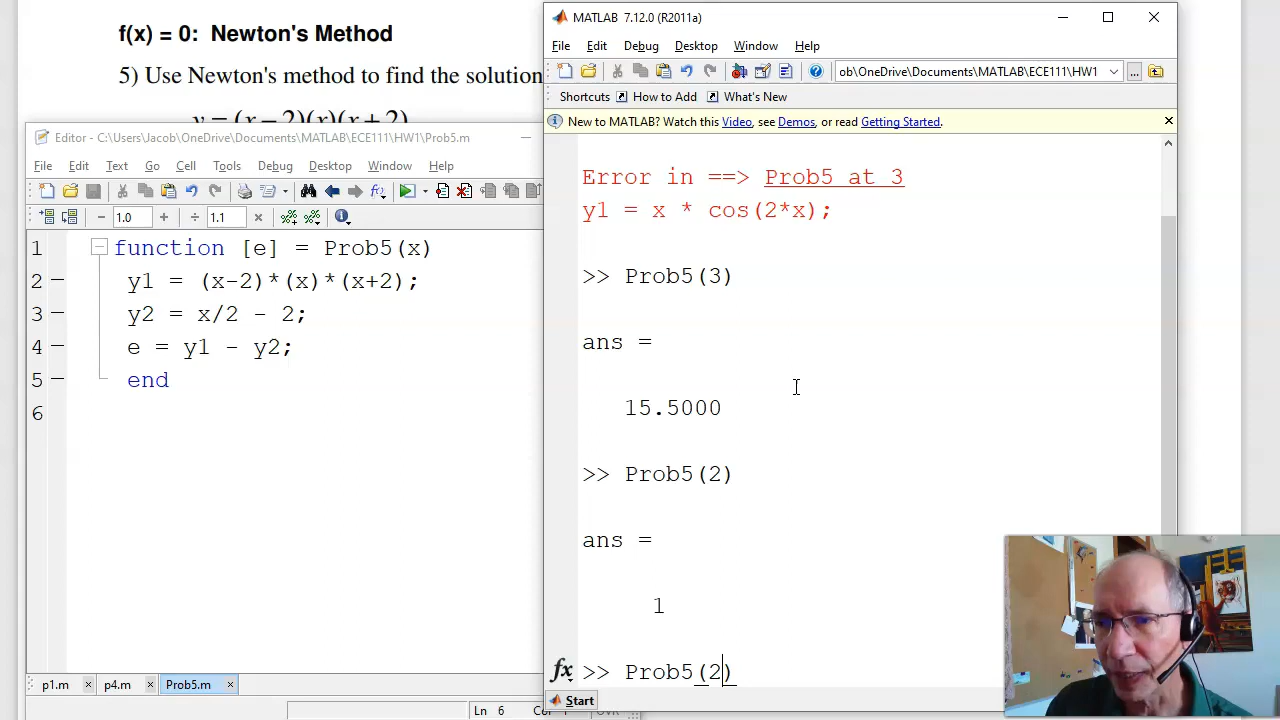 f(x) = 0: Newton's Method
5) Use Newton's method to find the solution
y = (x − 2)(x)(x + 2)
Editor - C:\Users\Jacob\OneDrive\Documents\MATLAB\ECE111\HW1\Prob5.m
File Edit Text Go Cell Tools Debug Desktop Window Help
− 1.0 + ÷ 1.1 ×
1 function [e] = Prob5(x)
2 y1 = (x-2)*(x)*(x+2);
3 y2 = x/2 - 2;
4 e = y1 - y2;
5 end
6
p1.m × p4.m × Prob5.m ×
Ln 6
MATLAB 7.12.0 (R2011a)
File Edit Debug Desktop Window Help
ob\OneDrive\Documents\MATLAB\ECE111\HW1
Shortcuts How to Add What's New
New to MATLAB? Watch this Video, see Demos, or read Getting Started.
Error in ==> Prob5 at 3
y1 = x * cos(2*x);
>> Prob5(3)
ans =
15.5000
>> Prob5(2)
ans =
1
fx >> Prob5(2)
Start